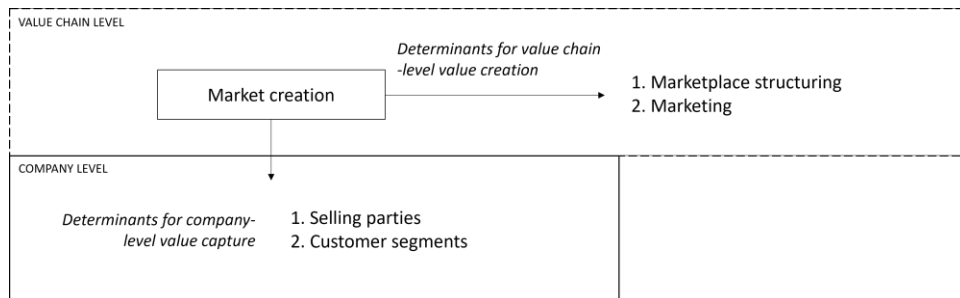 VALUE CHAIN LEVEL
Determinants for value chain
-level value creation
Market creation
1. Marketplace structuring
2. Marketing
COMPANY LEVEL
Determinants for company-
level value capture
1. Selling parties
2. Customer segments